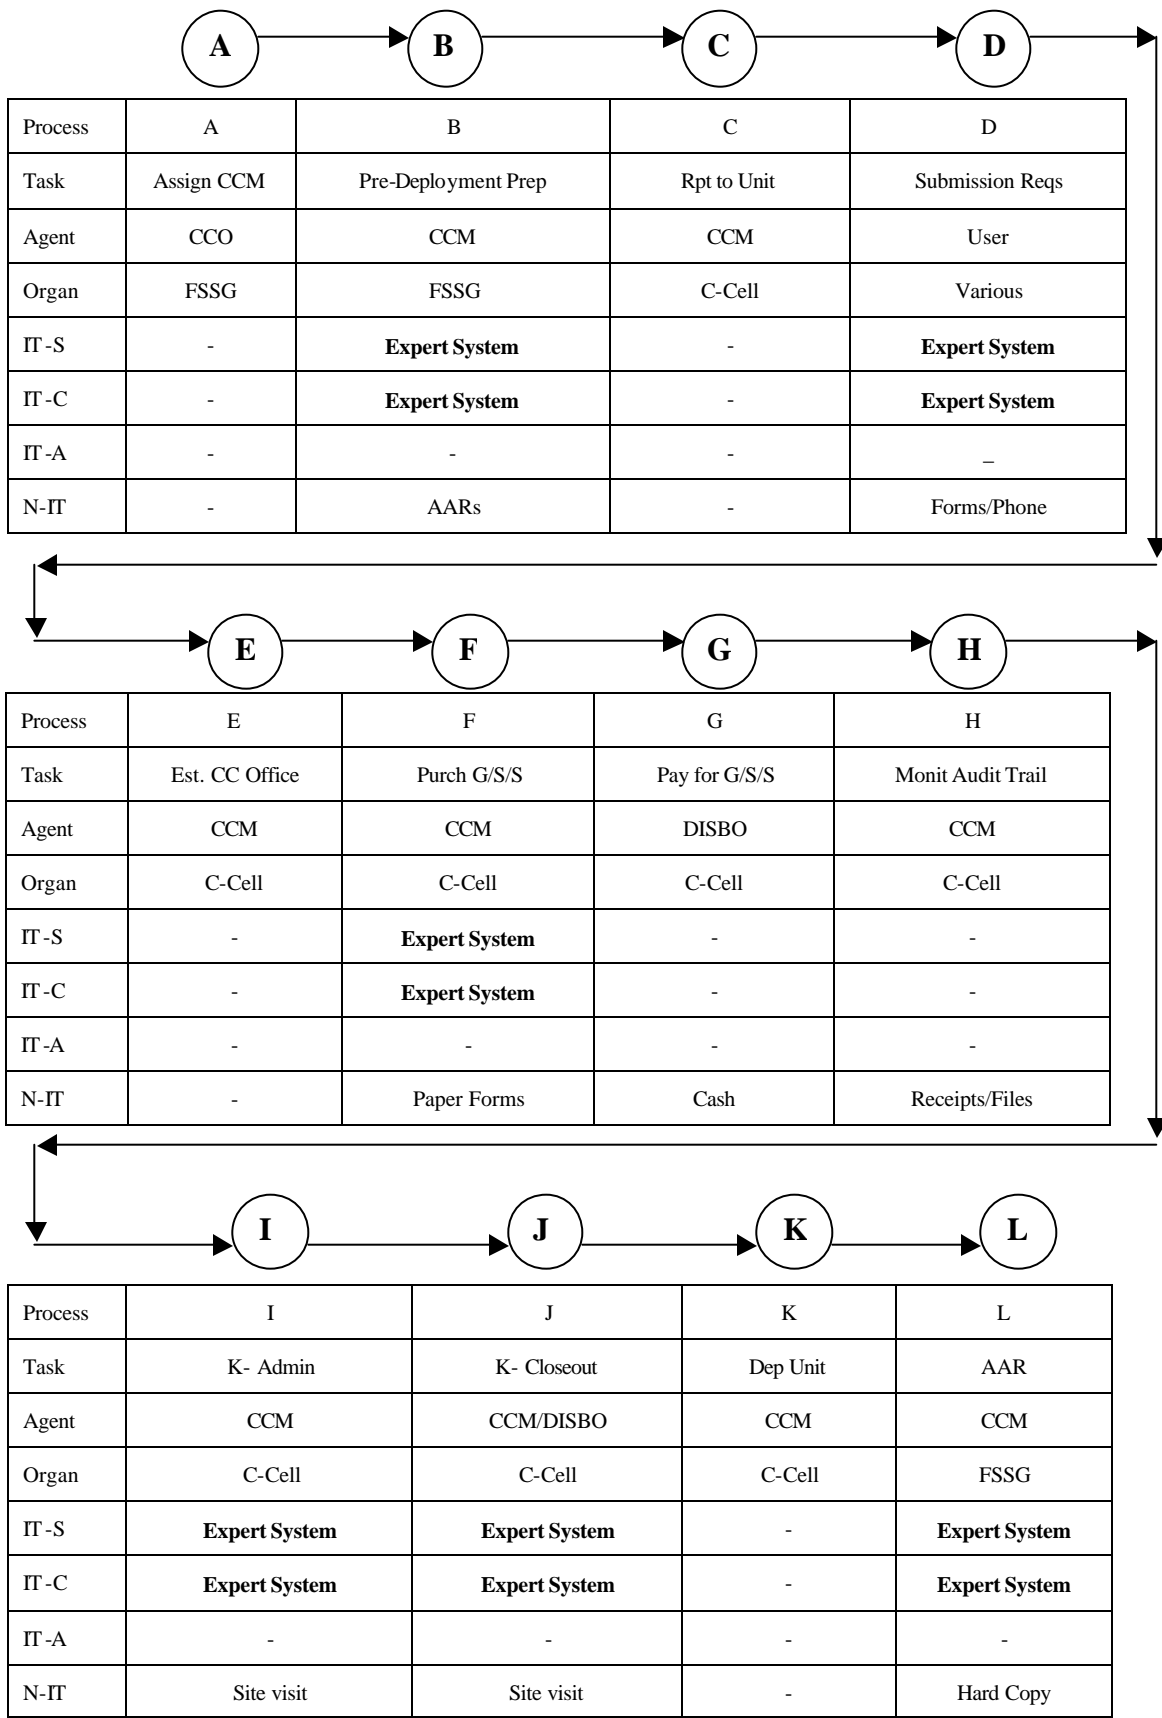 A B C D
Process A B C D
Task Assign CCM Pre-Deployment Prep Rpt to Unit Submission Reqs
Agent CCO CCM CCM User
Organ FSSG FSSG C-Cell Various
IT-S - Expert System - Expert System
IT-C - Expert System - Expert System
IT-A - - - _
N-IT - AARs - Forms/Phone
E F G H
Process E F G H
Task Est. CC Office Purch G/S/S Pay for G/S/S Monit Audit Trail
Agent CCM CCM DISBO CCM
Organ C-Cell C-Cell C-Cell C-Cell
IT-S - Expert System - -
IT-C - Expert System - -
IT-A - - - -
N-IT - Paper Forms Cash Receipts/Files
I J K L
Process I J K L
Task K- Admin K- Closeout Dep Unit AAR
Agent CCM CCM/DISBO CCM CCM
Organ C-Cell C-Cell C-Cell FSSG
IT-S Expert System Expert System - Expert System
IT-C Expert System Expert System - Expert System
IT-A - - - -
N-IT Site visit Site visit - Hard Copy